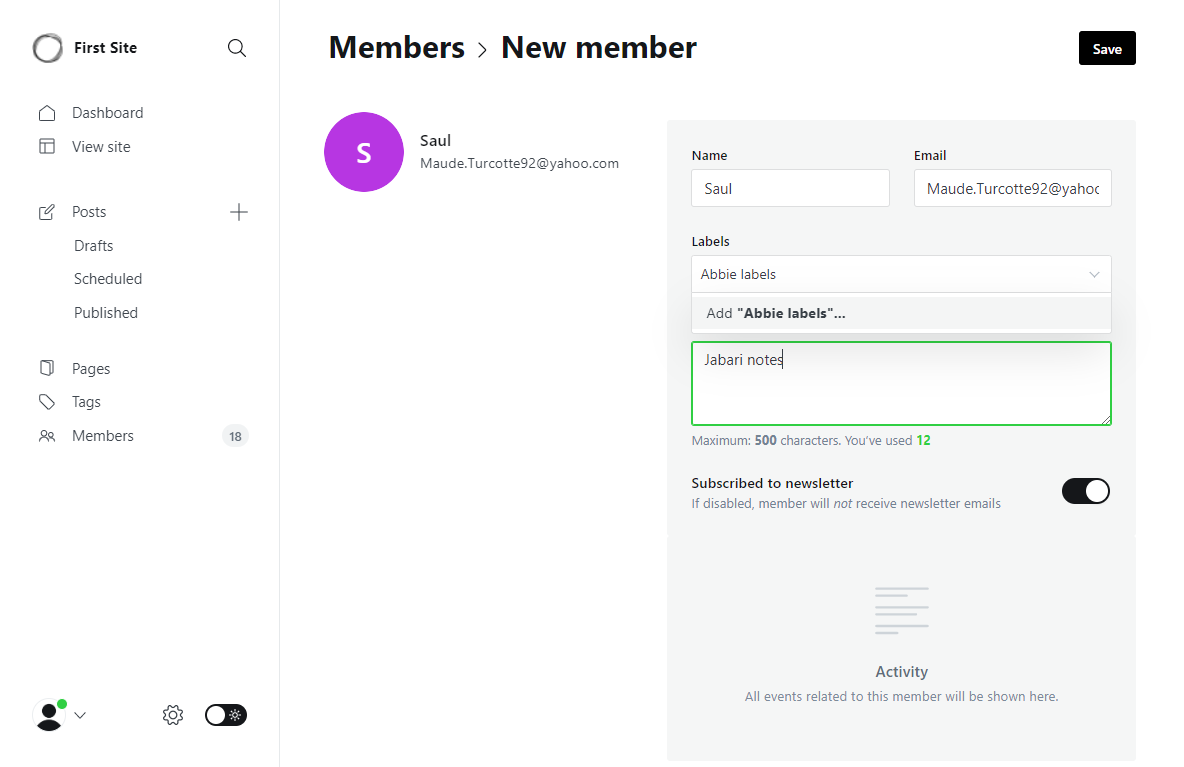 First Site
Dashboard
View site
Posts
Drafts
Scheduled
Published
Pages
Tags
Members
18
Members > New member
Save
S
Saul
Maude.Turcotte92@yahoo.com
Name
Email
Saul
Maude.Turcotte92@yahoo
Labels
Abbie labels
Add "Abbie labels"...
Jabari notes
Maximum: 500 characters. You've used 12
Subscribed to newsletter
If disabled, member will not receive newsletter emails
Activity
All events related to this member will be shown here.